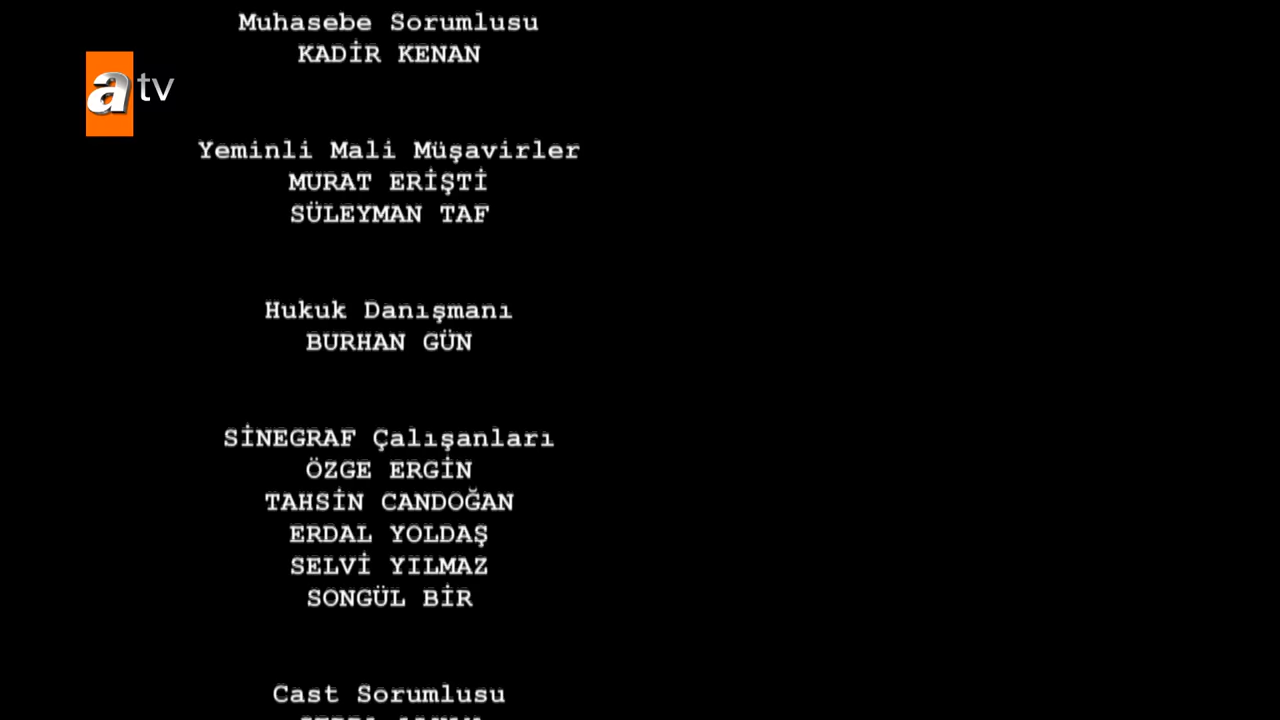 Muhasebe Sorumlusu
KADİR KENAN
atv
Yeminli Mali Müşavirler
MURAT ERİŞTİ
SÜLEYMAN TAF
Hukuk Danışmanı
BURHAN GÜN
SİNEGRAF Çalışanları
ÖZGE ERGİN
TAHSİN CANDOĞAN
ERDAL YOLDAŞ
SELVİ YILMAZ
SONGÜL BİR
Cast Sorumlusu